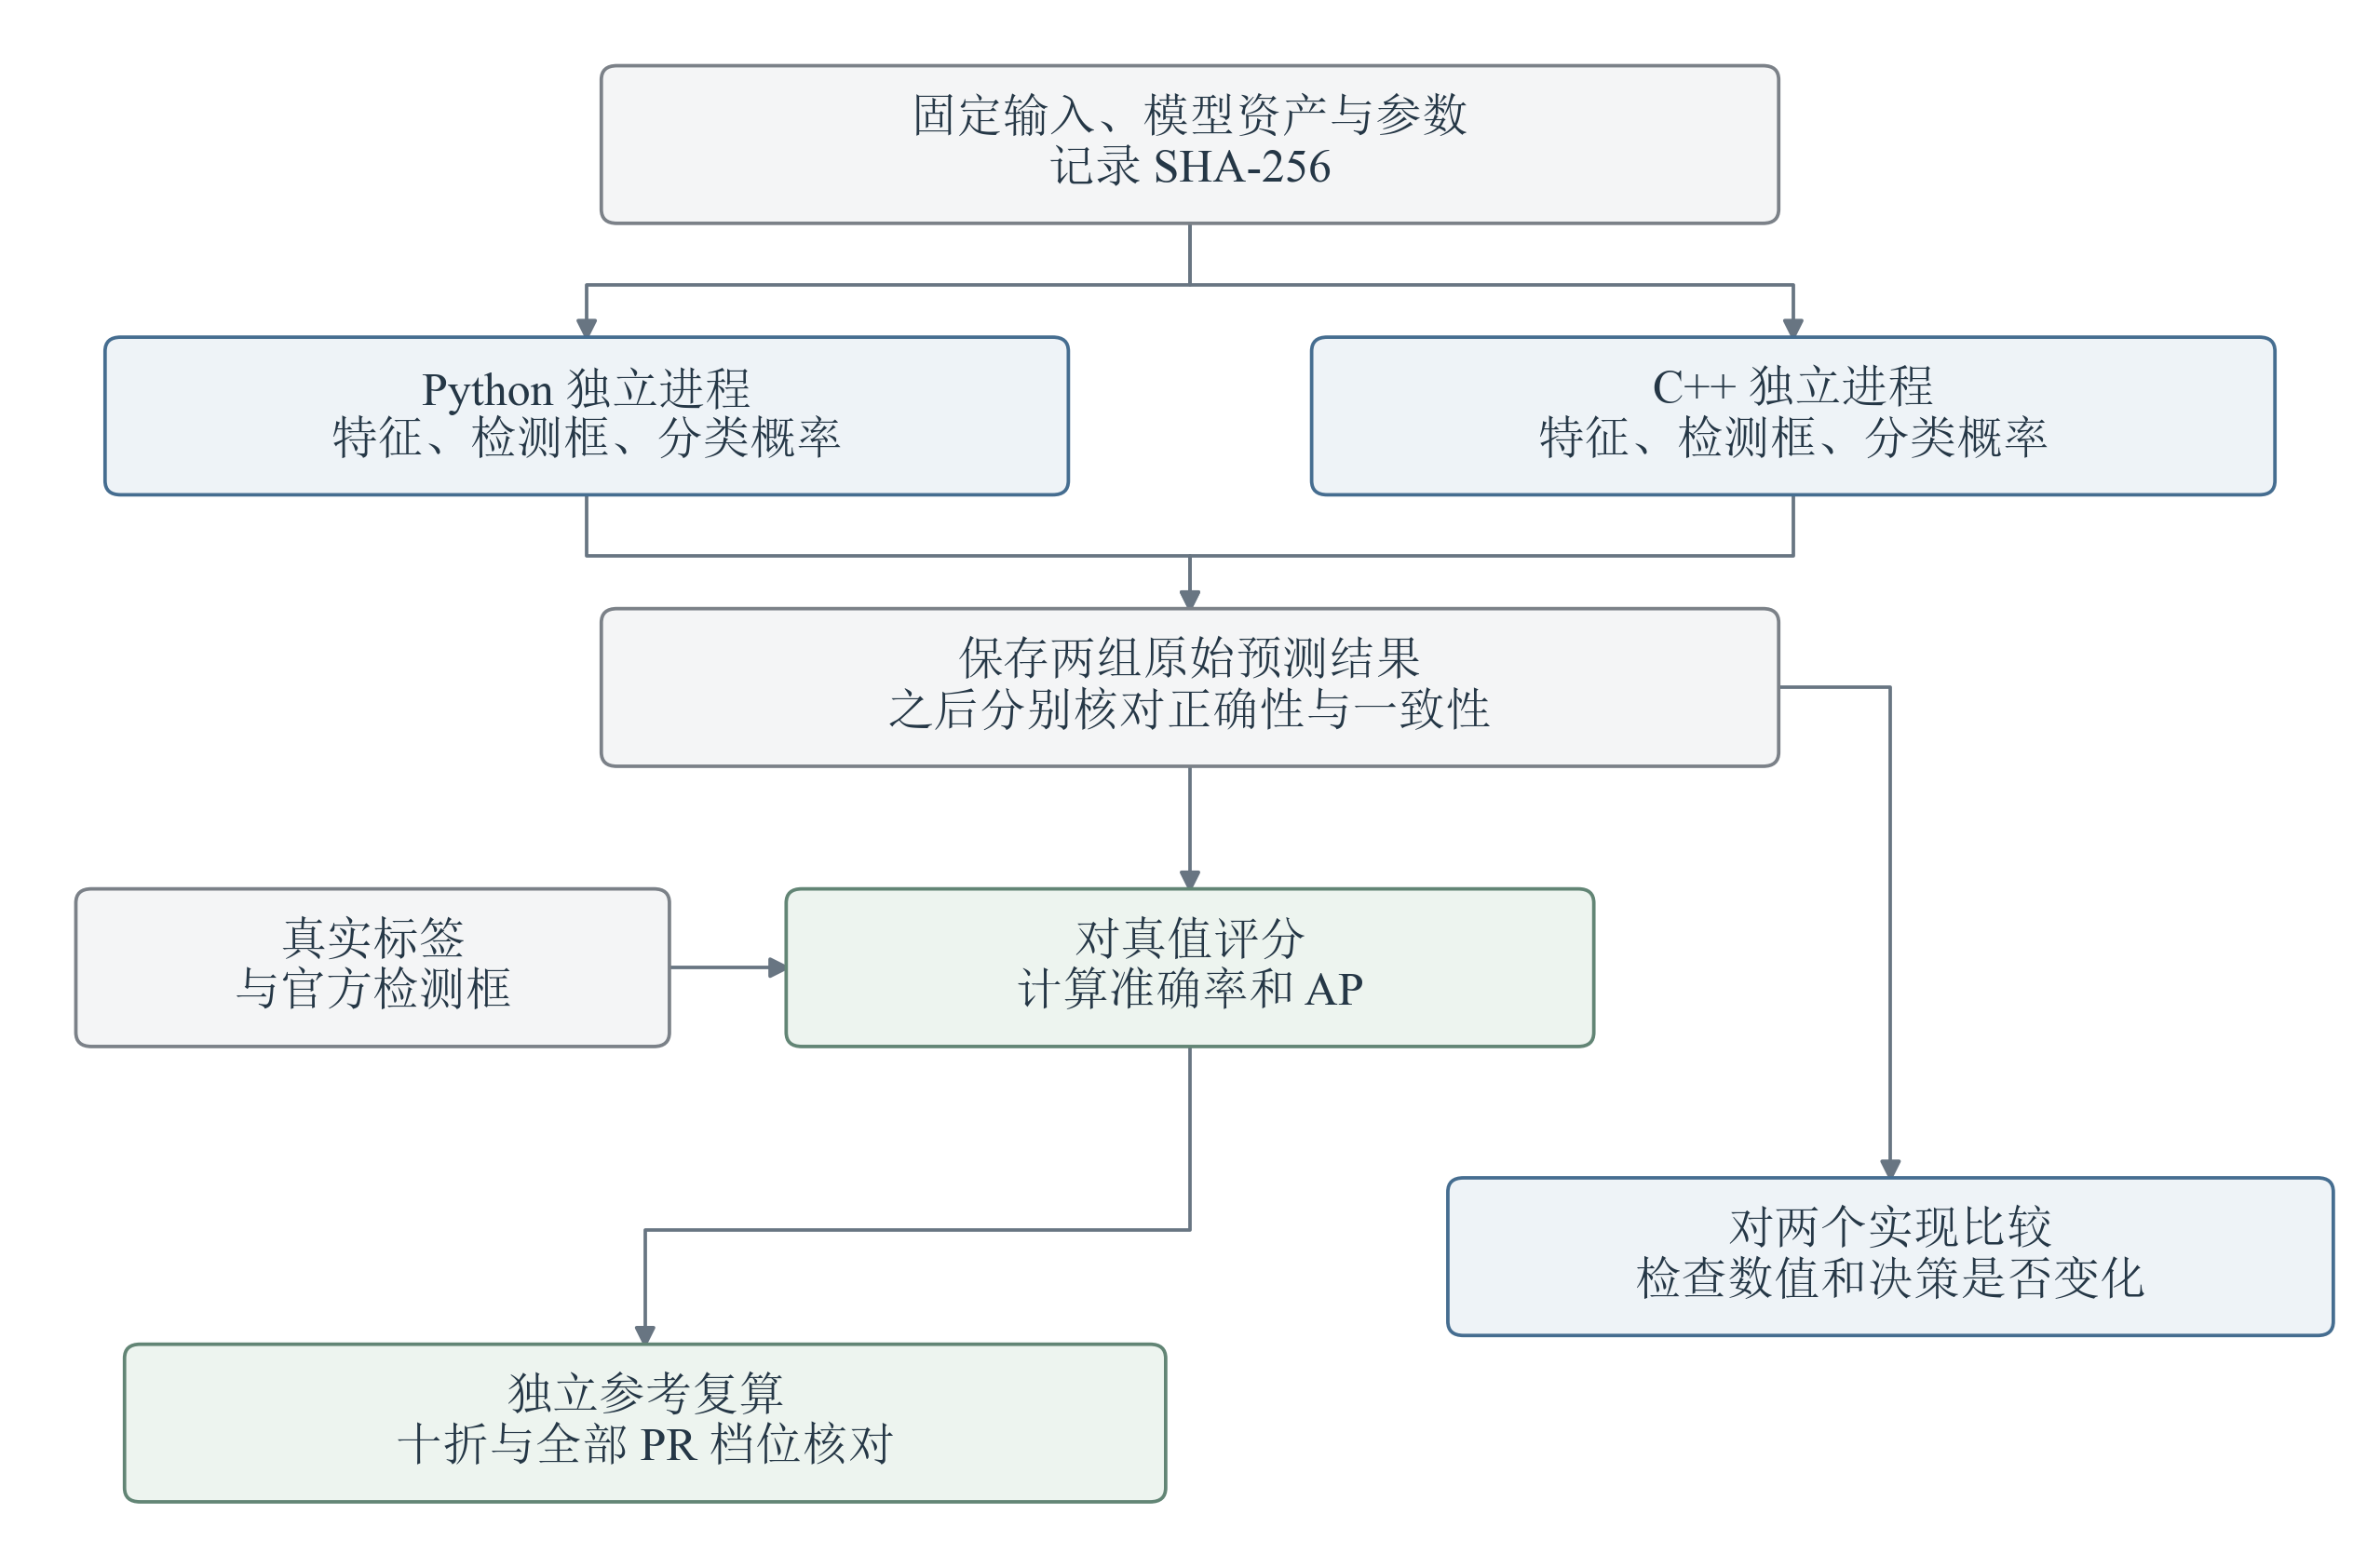 固定输入、模型资产与参数
记录 SHA-256
Python 独立进程
特征、检测框、分类概率
C++ 独立进程
特征、检测框、分类概率
保存两组原始预测结果
之后分别核对正确性与一致性
真实标签
与官方检测框
对真值评分
计算准确率和 AP
对两个实现比较
检查数值和决策是否变化
独立参考复算
十折与全部 PR 档位核对